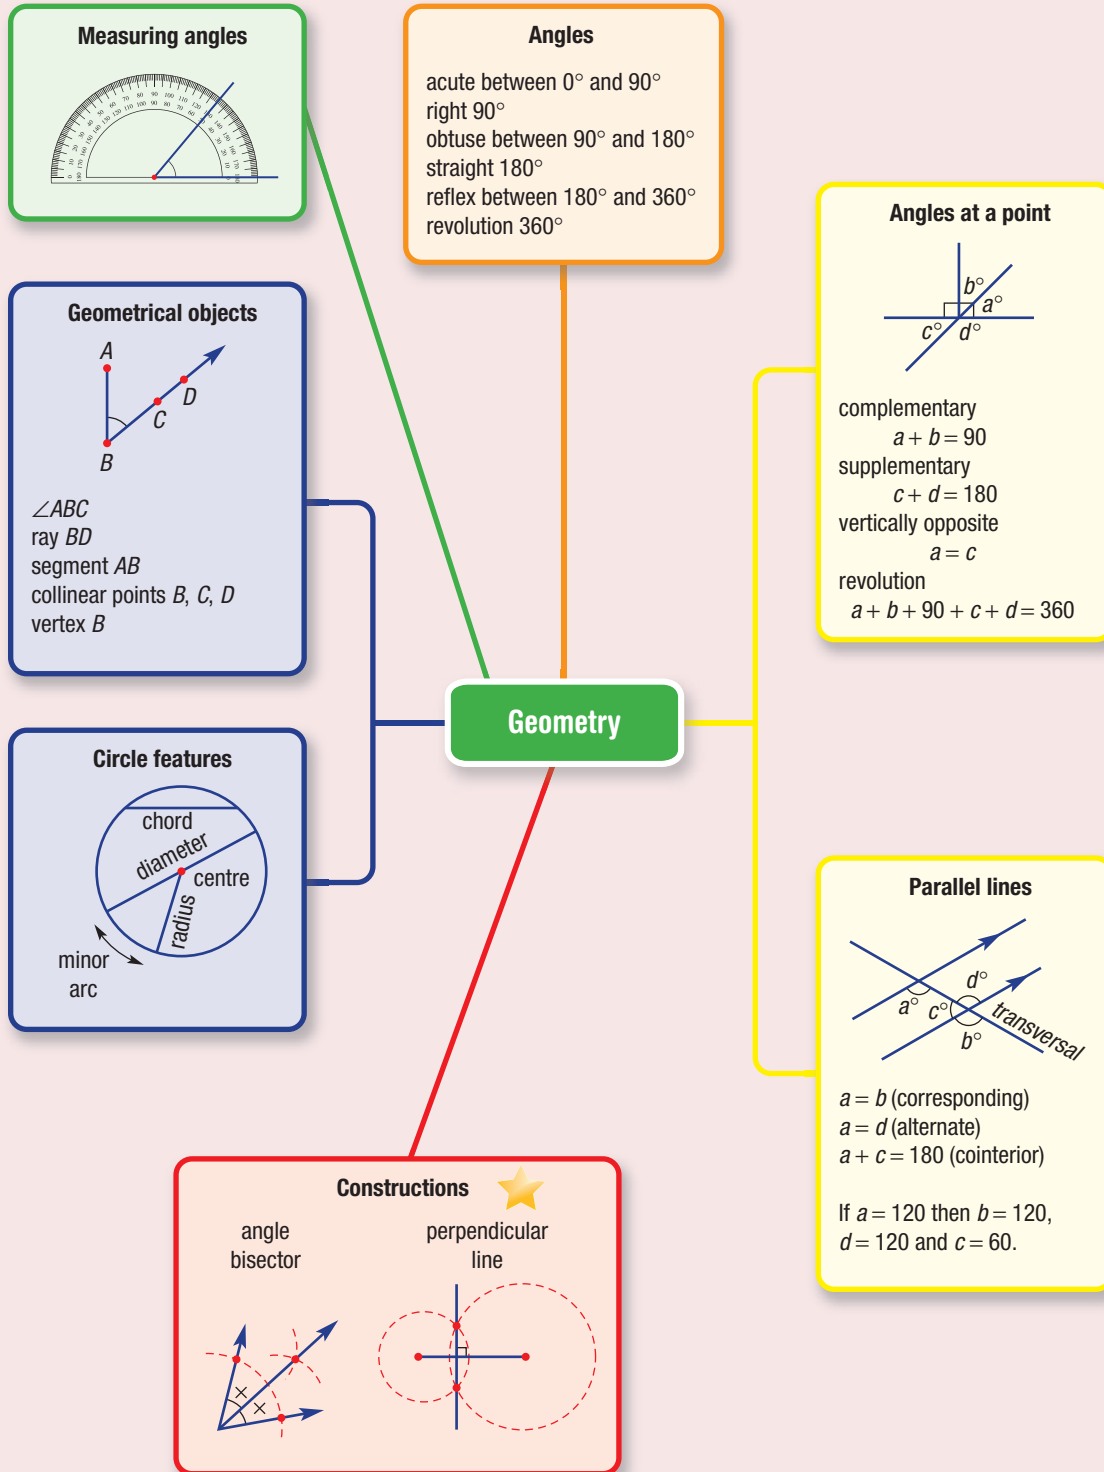 Measuring angles
Angles
acute between 0° and 90°
right 90°
obtuse between 90° and 180°
straight 180°
reflex between 180° and 360°
revolution 360°
Angles at a point
b°
a°
c° d°
complementary
a + b = 90
supplementary
c + d = 180
vertically opposite
a = c
revolution
a + b + 90 + c + d = 360
Geometrical objects
A
D
C
B
∠ABC
ray BD
segment AB
collinear points B, C, D
vertex B
Geometry
Circle features
chord
diameter
centre
radius
minor
arc
Parallel lines
d°
a° c°
transversal
b°
a = b (corresponding)
a = d (alternate)
a + c = 180 (cointerior)
If a = 120 then b = 120,
d = 120 and c = 60.
Constructions
angle
bisector
perpendicular
line